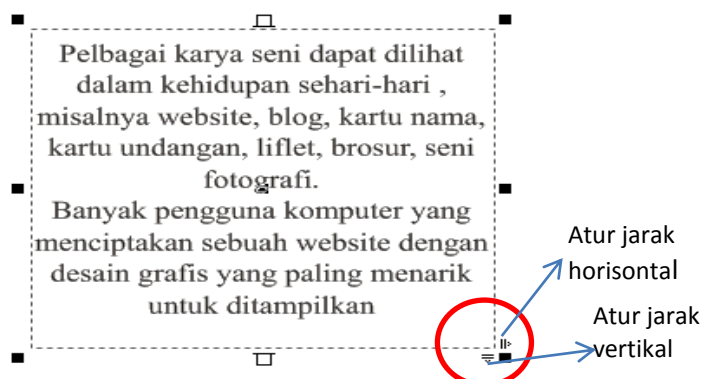 Pelbagai karya seni dapat dilihat
dalam kehidupan sehari-hari ,
misalnya website, blog, kartu nama,
kartu undangan, liflet, brosur, seni
fotografi.
Banyak pengguna komputer yang
menciptakan sebuah website dengan
desain grafis yang paling menarik
untuk ditampilkan
Atur jarak
horisontal
Atur jarak
vertikal